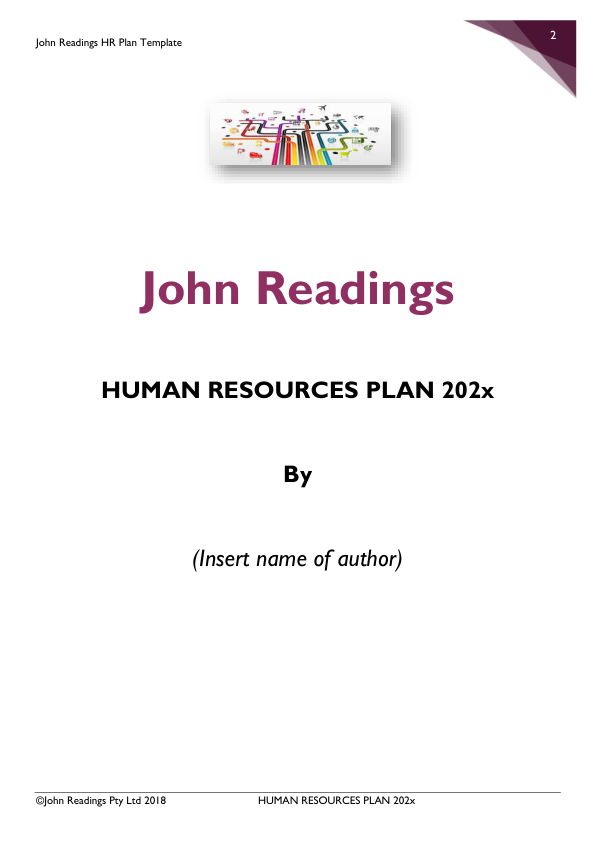 John Readings HR Plan Template
2
John Readings
HUMAN RESOURCES PLAN 202x
By
(Insert name of author)
©John Readings Pty Ltd 2018 HUMAN RESOURCES PLAN 202x